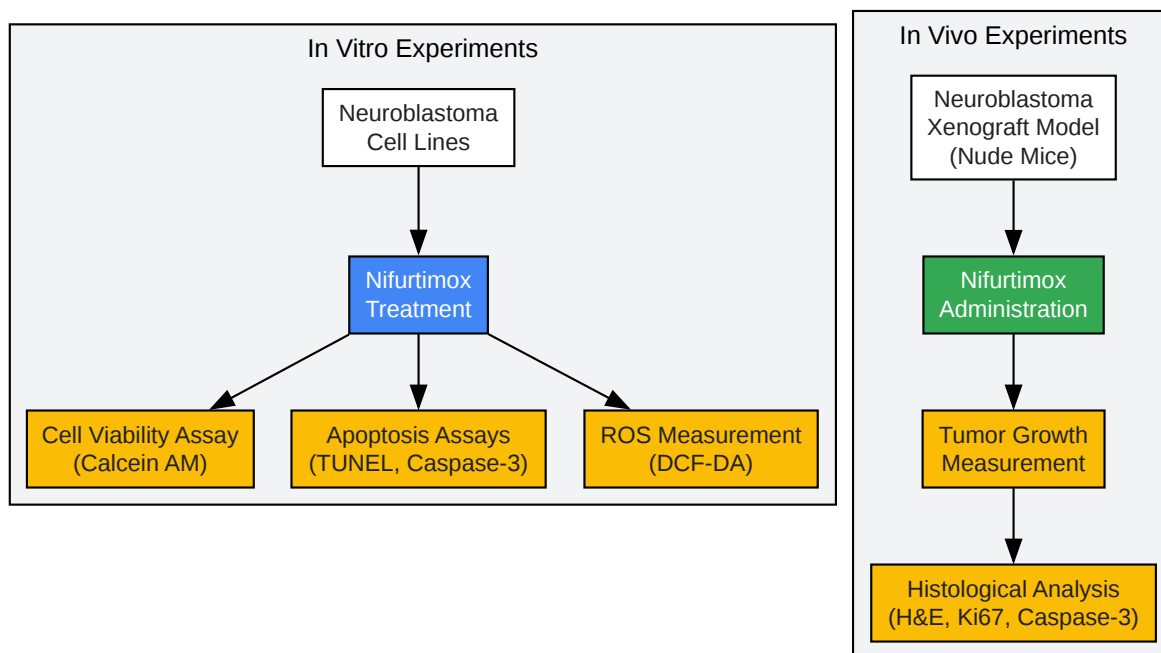 In Vitro Experiments
Neuroblastoma
Cell Lines
Nifurtimox
Treatment
Cell Viability Assay
(Calcein AM)
Apoptosis Assays
(TUNEL, Caspase-3)
ROS Measurement
(DCF-DA)
In Vivo Experiments
Neuroblastoma
Xenograft Model
(Nude Mice)
Nifurtimox
Administration
Tumor Growth
Measurement
Histological Analysis
(H&E, Ki67, Caspase-3)